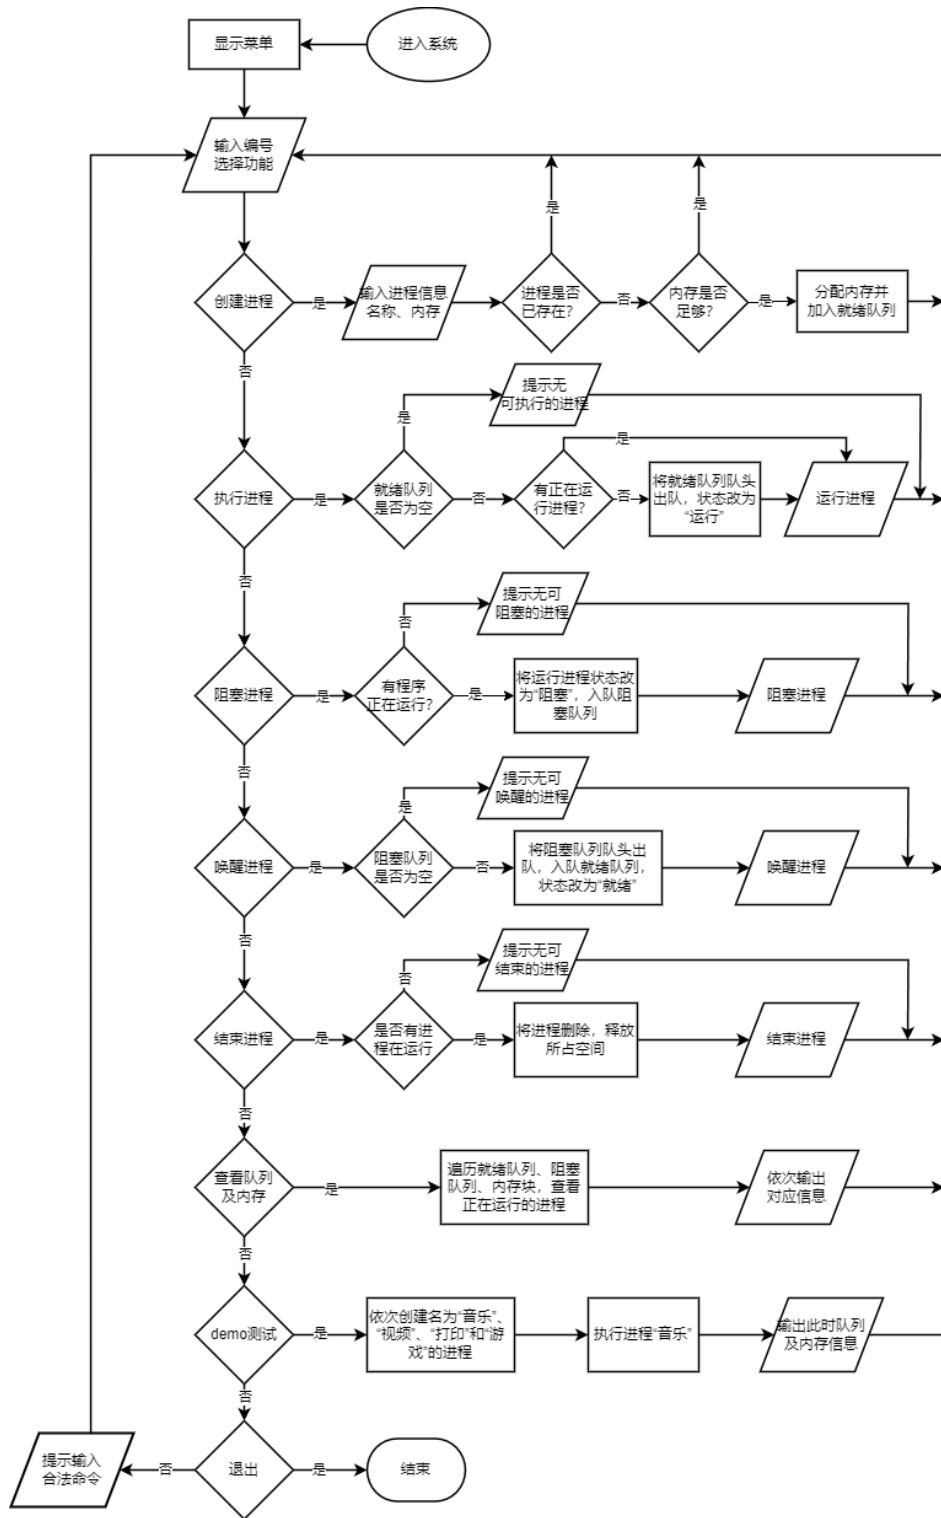 显示菜单
进入系统
输入编号
选择功能
是
是
创建进程
是
输入进程信息
名称、内存
进程是否
已存在？
否
内存是否
足够？
是
分配内存并
加入就绪队列
否
提示无
可执行的进程
是
是
执行进程
是
就绪队列
是否为空
否
有正在运
行进程？
否
将就绪队列队头
出队，状态改为
“运行”
运行进程
否
提示无可
阻塞的进程
否
阻塞进程
是
有程序
正在运行？
是
将运行进程状态改
为“阻塞”，入队阻
塞队列
阻塞进程
否
提示无可
唤醒的进程
是
唤醒进程
是
阻塞队列
是否为空
否
将阻塞队列队头出
队，入队就绪队列，
状态改为“就绪”
唤醒进程
否
提示无可
结束的进程
否
结束进程
是
是否有进
程在运行
是
将进程删除，释放
所占空间
结束进程
否
查看队列
及内存
是
遍历就绪队列、阻塞
队列、内存块，查看
正在运行的进程
依次输出
对应信息
否
demo测试
是
依次创建名为“音乐”、
“视频”、“打印”和“游
戏”的进程
执行进程“音乐”
输出此时队列
及内存信息
否
提示输入
合法命令
否
退出
是
结束